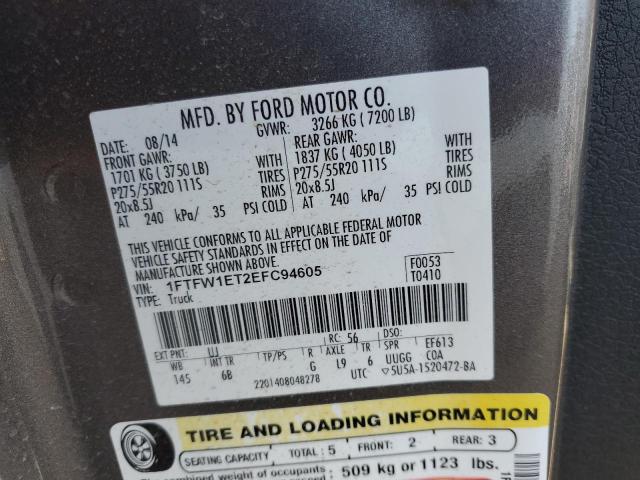 MFD. BY FORD MOTOR CO.
DATE: 08/14 GVWR: 3266 KG ( 7200 LB)
FRONT GAWR: REAR GAWR:
1701 KG ( 3750 LB) WITH 1837 KG ( 4050 LB) WITH
P275/55R20 111S TIRES P275/55R20 111S TIRES
20x8.5J RIMS 20x8.5J RIMS
AT 240 kPa/ 35 PSI COLD AT 240 kPa/ 35 PSI COLD
THIS VEHICLE CONFORMS TO ALL APPLICABLE FEDERAL MOTOR
VEHICLE SAFETY STANDARDS IN EFFECT ON THE DATE OF
MANUFACTURE SHOWN ABOVE.
VIN: 1FTFW1ET2EFC94605 F0053
TYPE: Truck T0410
EXT PNT: UJ RC: 56 DSO:
WB INT TR TP/PS R AXLE TR SPR EF613
145 6B G L9 6 UUGG COA
2201408048278 UTC ▽5U5A-1520472-BA
TIRE AND LOADING INFORMATION
SEATING CAPACITY TOTAL: 5 FRONT: 2 REAR: 3
combined weight of occupants 509 kg or 1123 lbs.